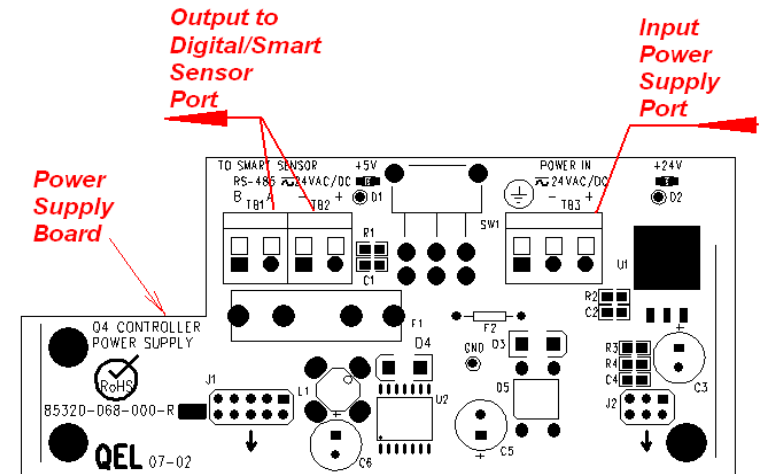 Output to
Digital/Smart
Sensor
Port
Input
Power
Supply
Port
Power
Supply
Board
TO SMART SENSOR
RS-485 24VAC/DC
B A - +
TB1 TB2
+5V
D1
POWER IN
24VAC/DC
- +
TB3
+24V
D2
R1
C1
SW1
U1
R2
C2
F1
F2
Q4 CONTROLLER
POWER SUPPLY
RoHS
8532D-D68-000-R
J1
L1
D4
U2
GND
D3
D5
R3
R4
C4
C3
J2
C6
C5
QEL 07-02